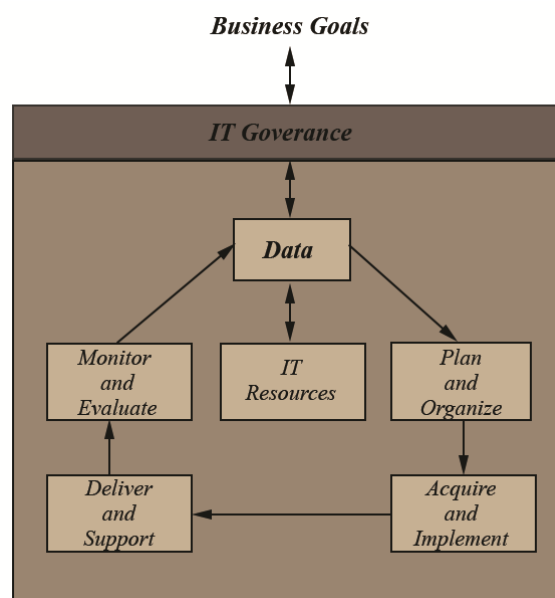 Business Goals
IT Goverance
Data
Monitor
and
Evaluate
IT
Resources
Plan
and
Organize
Deliver
and
Support
Acquire
and
Implement